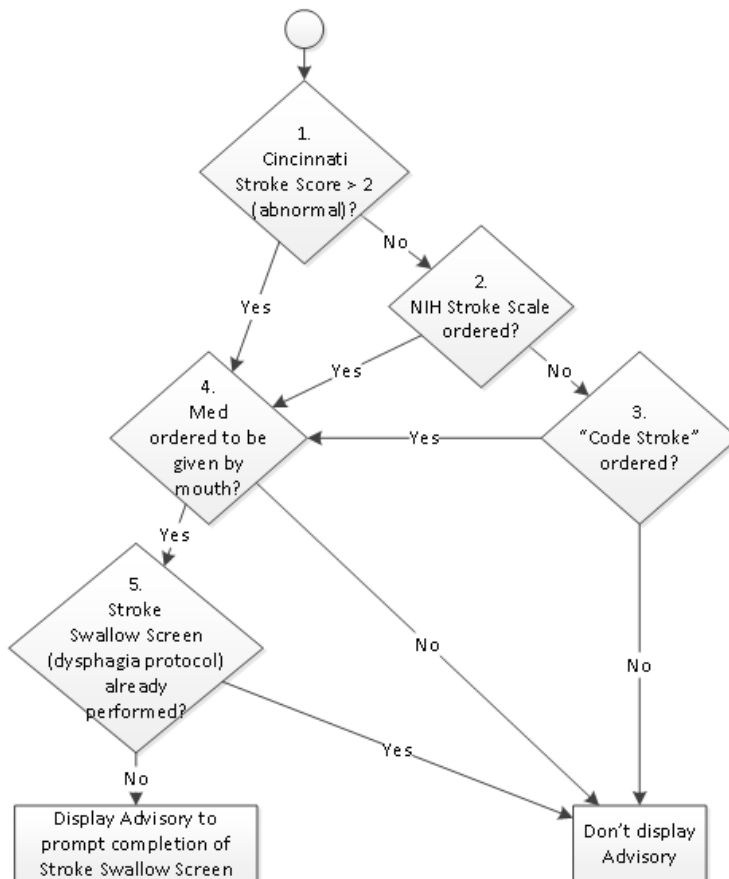 1.
Cincinnati
Stroke Score > 2
(abnormal)?
No
Yes
2.
NIH Stroke Scale
ordered?
Yes
No
3.
“Code Stroke”
ordered?
Yes
No
4.
Med
ordered to be
given by
mouth?
Yes
No
5.
Stroke
Swallow Screen
(dysphagia protocol)
already
performed?
Yes
No
Display Advisory to
prompt completion of
Stroke Swallow Screen
Don’t display
Advisory